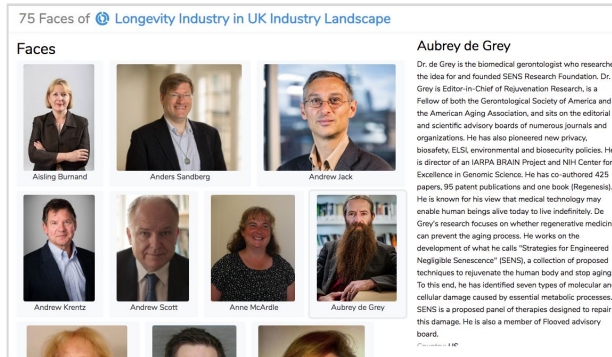 75 Faces of Longevity Industry in UK Industry Landscape
Faces
Aisling Burnand
Anders Sandberg
Andrew Jack
Andrew Krentz
Andrew Scott
Anne McArdle
Aubrey de Grey
Aubrey de Grey
Dr. de Grey is the biomedical gerontologist who researche
the idea for and founded SENS Research Foundation. Dr.
Grey is Editor-in-Chief of Rejuvenation Research, is a
Fellow of both the Gerontological Society of America and
the American Aging Association, and sits on the editorial
and scientific advisory boards of numerous journals and
organizations. He has also pioneered new privacy,
biosafety, ELSI, environmental and biosecurity policies. He
is director of an IARPA BRAIN Project and NIH Center for
Excellence in Genomic Science. He has co-authored 425
papers, 95 patent publications and one book (Regenesis).
He is known for his view that medical technology may
enable human beings alive today to live indefinitely. De
Grey's research focuses on whether regenerative medicin
can prevent the aging process. He works on the
development of what he calls "Strategies for Engineered
Negligible Senescence" (SENS), a collection of proposed
techniques to rejuvenate the human body and stop aging.
To this end, he has identified seven types of molecular and
cellular damage caused by essential metabolic processes.
SENS is a proposed panel of therapies designed to repair
this damage. He is also a member of Flooved advisory
board.